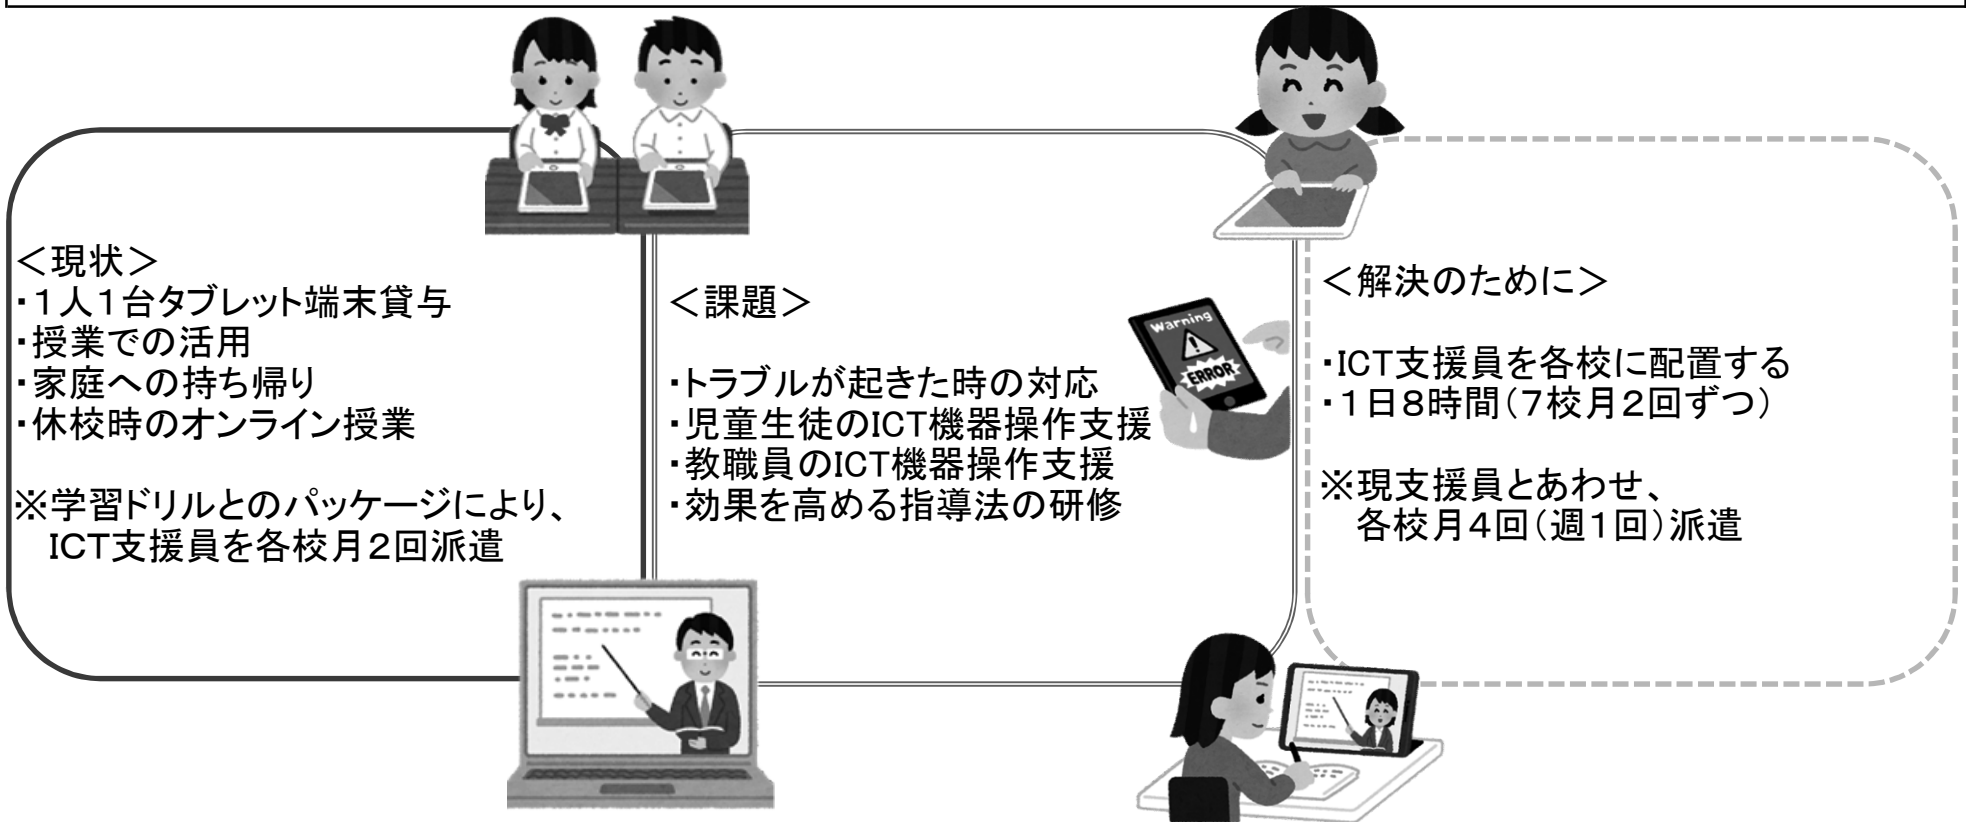 ＜現状＞
・１人１台タブレット端末貸与
・授業での活用
・家庭への持ち帰り
・休校時のオンライン授業
※学習ドリルとのパッケージにより、
ICT支援員を各校月２回派遣
＜課題＞
・トラブルが起きた時の対応
・児童生徒のICT機器操作支援
・教職員のICT機器操作支援
・効果を高める指導法の研修
Warning
ERROR
＜解決のために＞
・ICT支援員を各校に配置する
・１日８時間（７校月２回ずつ）
※現支援員とあわせ、
各校月４回（週１回）派遣